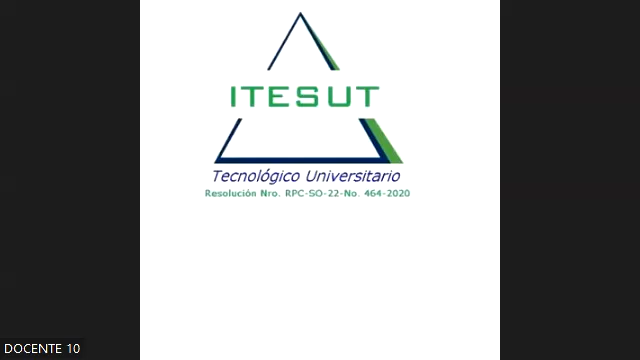 ITESUT
Tecnológico Universitario
Resolución Nro. RPC-SO-22-No. 464-2020
DOCENTE 10